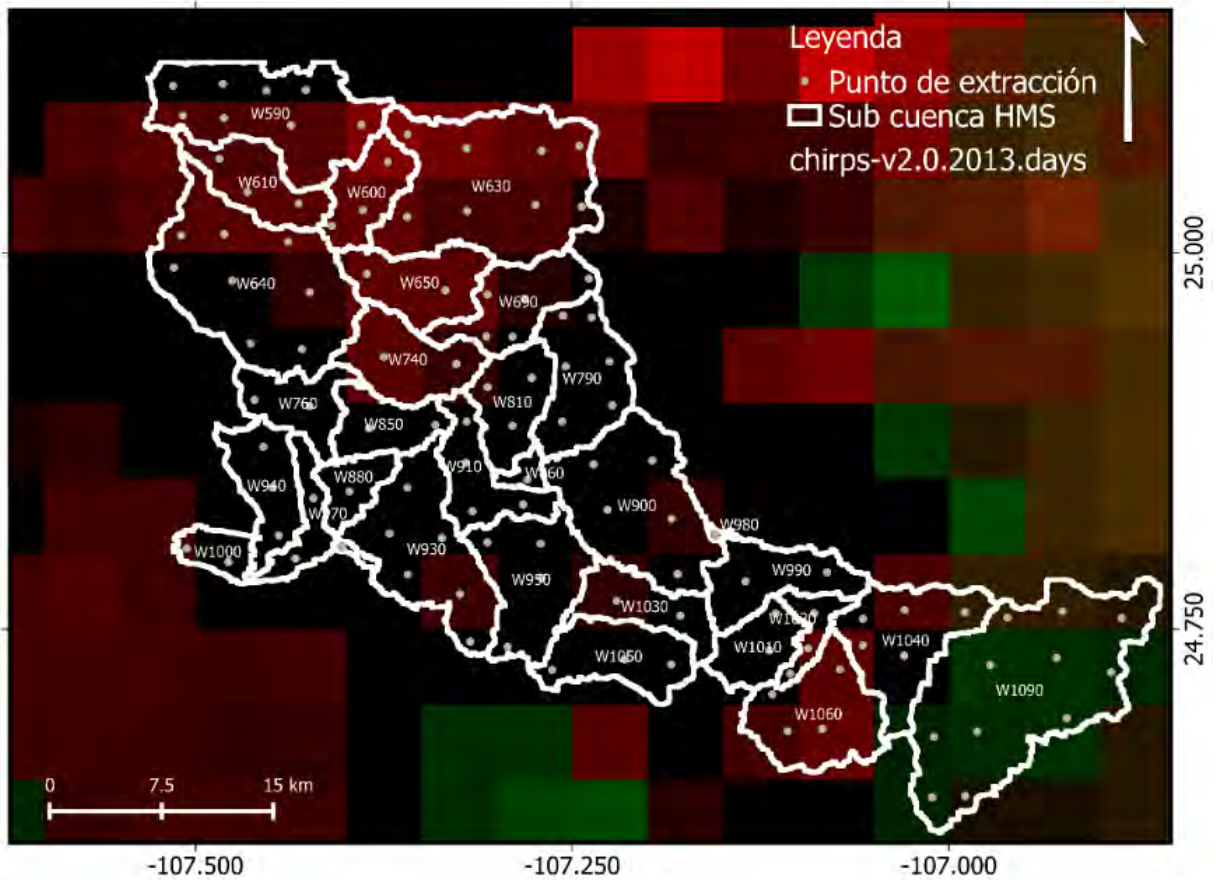 Leyenda
Punto de extracción
Sub cuenca HMS
chirps-v2.0.2013.days
W590
W610
W600
W630
W640
W650
W690
W740
W790
W760
W810
W850
W910
W880
W860
W940
W970
W900
W980
W1000
W930
W950
W990
W1030
W1020
W1010
W1040
W1050
W1090
W1060
25.000
24.750
0 7.5 15 km
-107.500 -107.250 -107.000